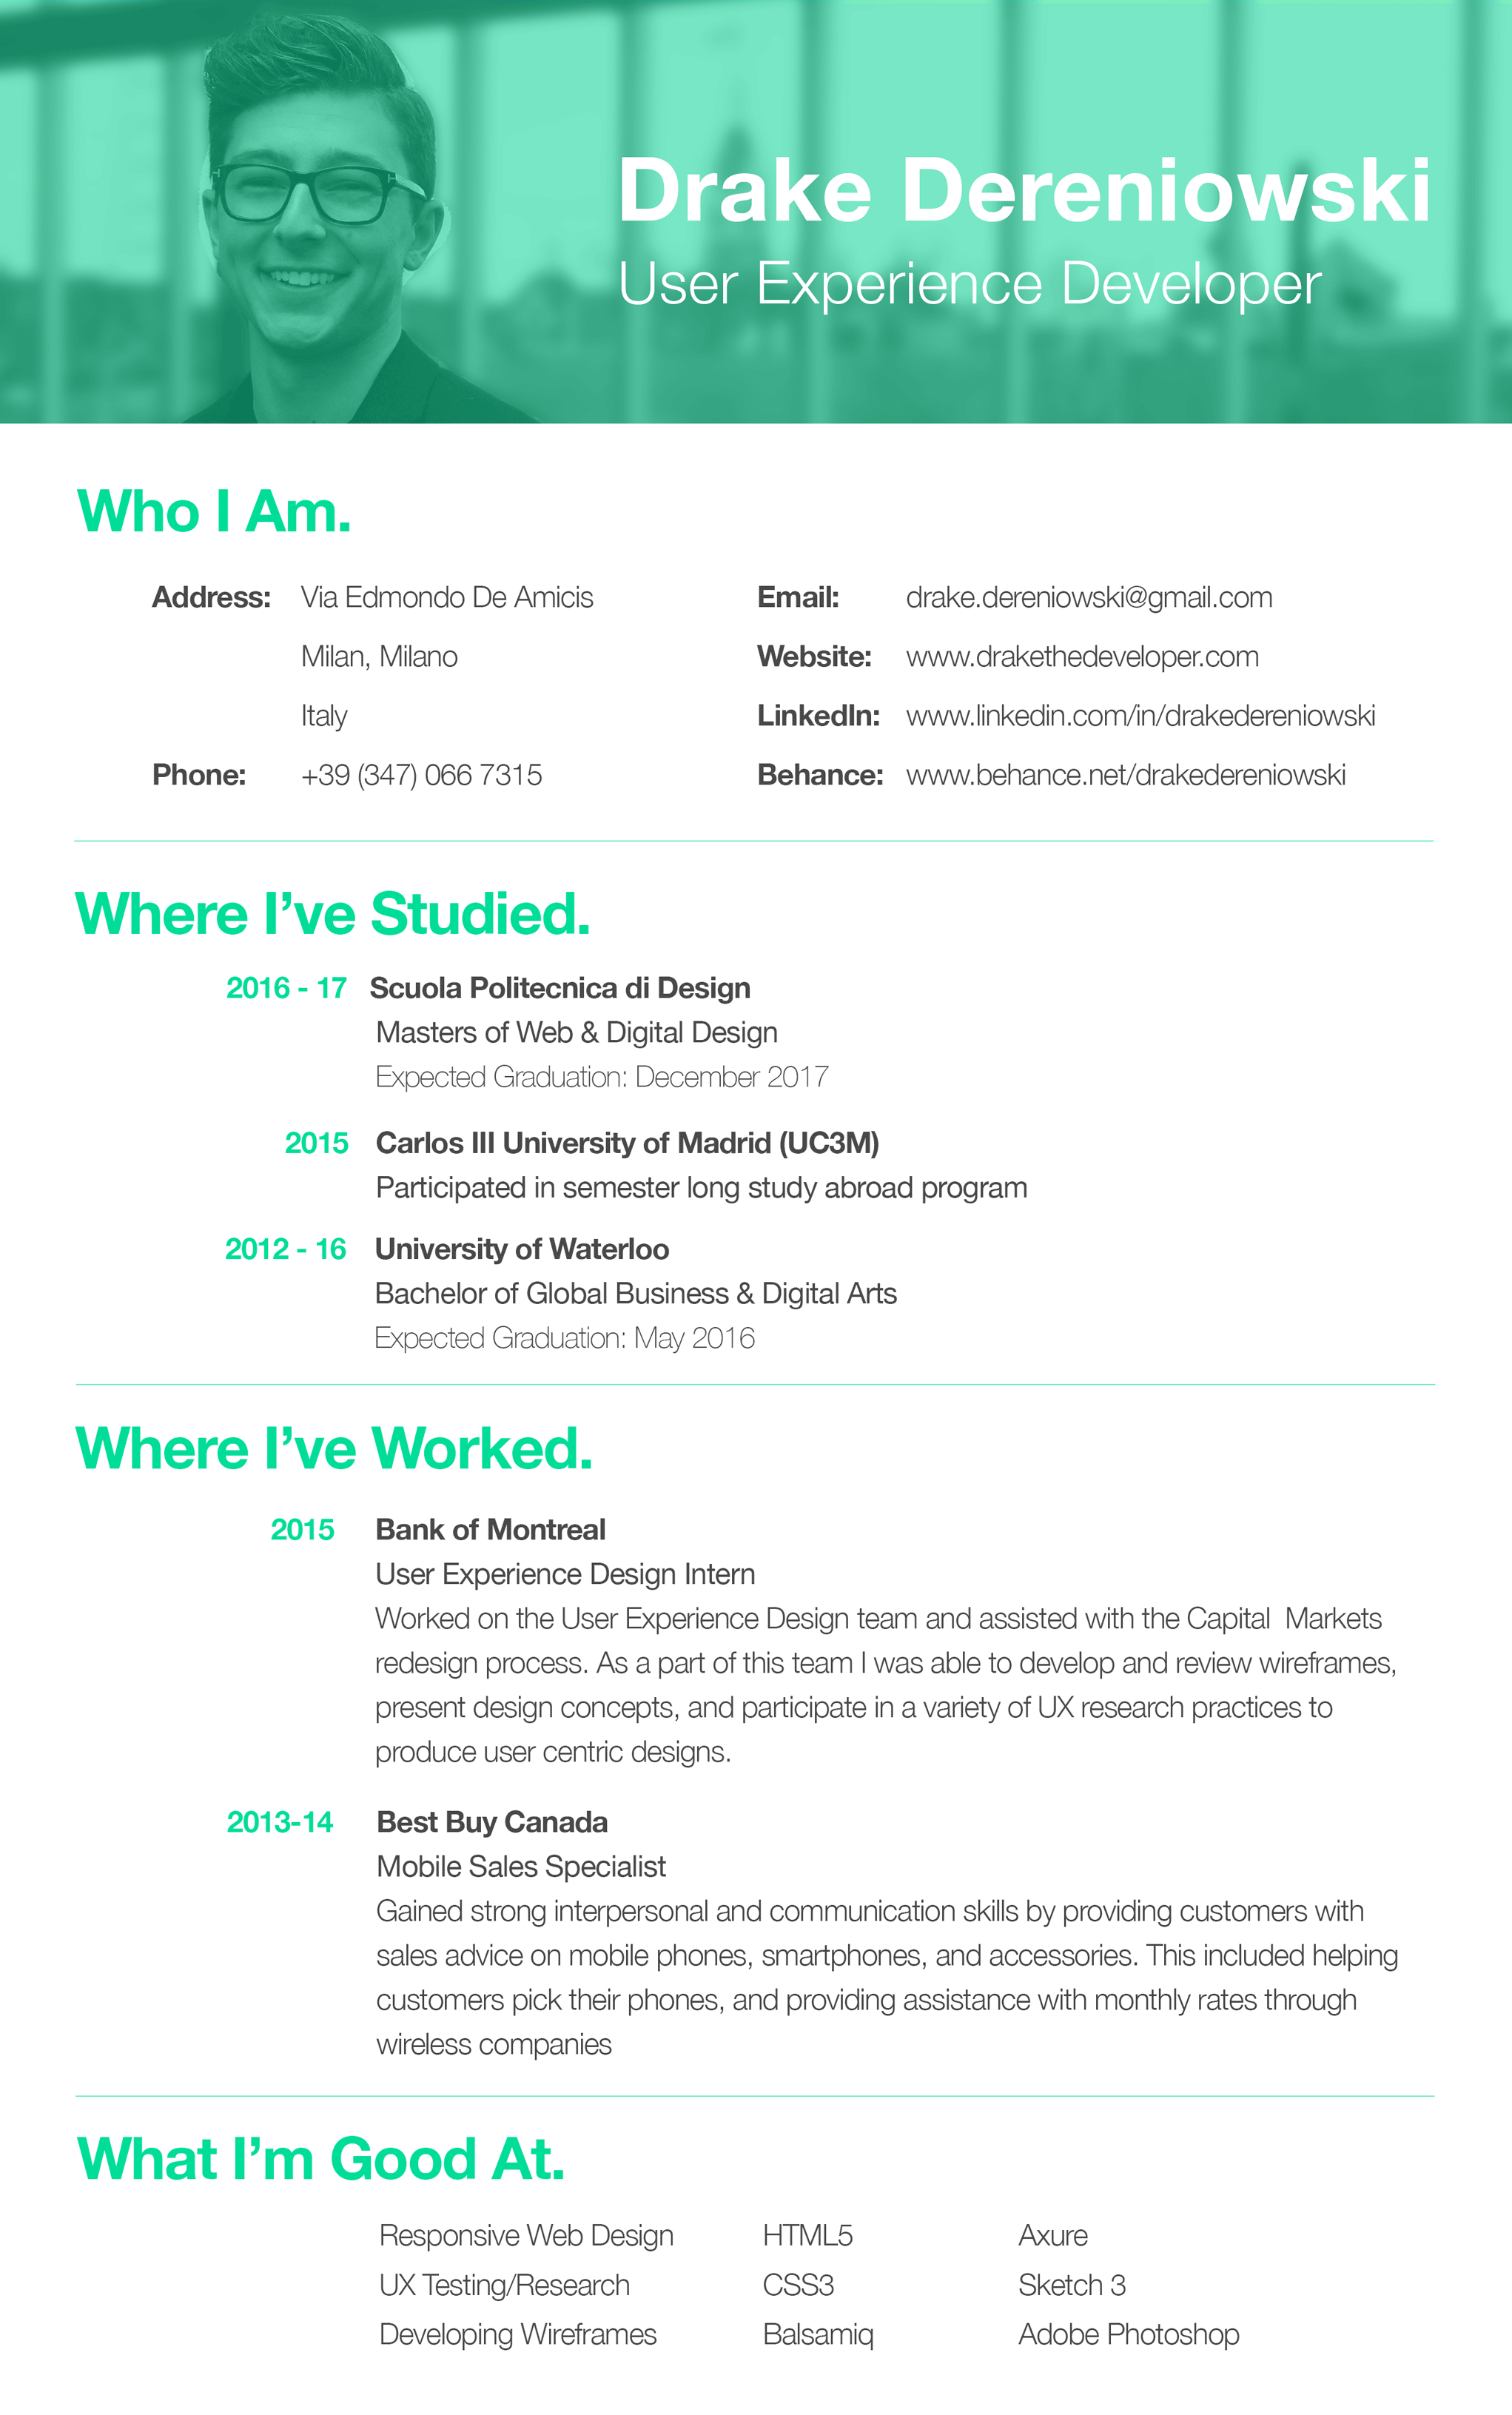 Drake Dereniowski
User Experience Developer
Who I Am.
Address: Via Edmondo De Amicis
Milan, Milano
Italy
Phone: +39 (347) 066 7315
Email: drake.dereniowski@gmail.com
Website: www.drakethedeveloper.com
LinkedIn: www.linkedin.com/in/drakedereniowski
Behance: www.behance.net/drakedereniowski
Where I’ve Studied.
2016 - 17 Scuola Politecnica di Design
Masters of Web & Digital Design
Expected Graduation: December 2017
2015 Carlos III University of Madrid (UC3M)
Participated in semester long study abroad program
2012 - 16 University of Waterloo
Bachelor of Global Business & Digital Arts
Expected Graduation: May 2016
Where I’ve Worked.
2015 Bank of Montreal
User Experience Design Intern
Worked on the User Experience Design team and assisted with the Capital Markets
redesign process. As a part of this team I was able to develop and review wireframes,
present design concepts, and participate in a variety of UX research practices to
produce user centric designs.
2013-14 Best Buy Canada
Mobile Sales Specialist
Gained strong interpersonal and communication skills by providing customers with
sales advice on mobile phones, smartphones, and accessories. This included helping
customers pick their phones, and providing assistance with monthly rates through
wireless companies
What I’m Good At.
Responsive Web Design HTML5 Axure
UX Testing/Research CSS3 Sketch 3
Developing Wireframes Balsamiq Adobe Photoshop